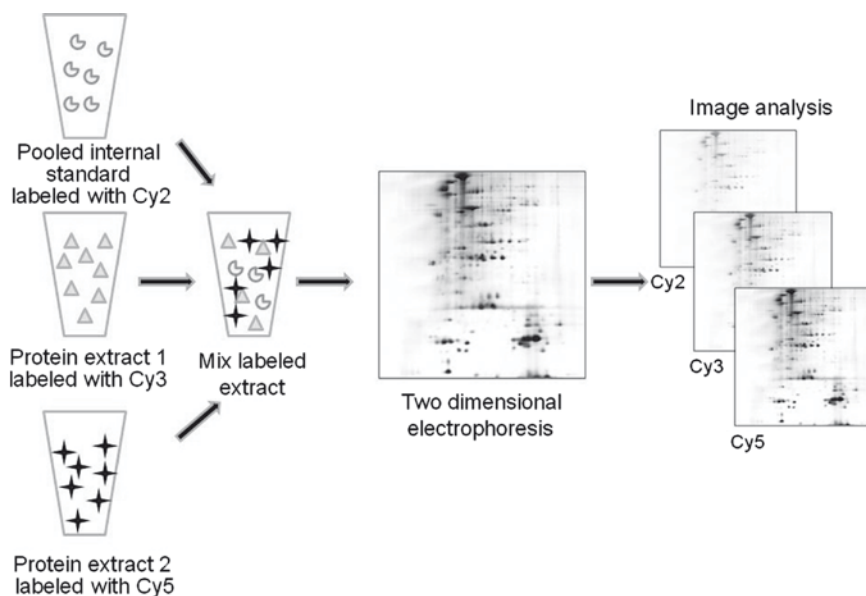 Pooled internal
standard
labeled with Cy2
Protein extract 1
labeled with Cy3
Protein extract 2
labeled with Cy5
Mix labeled
extract
Two dimensional
electrophoresis
Image analysis
Cy2
Cy3
Cy5